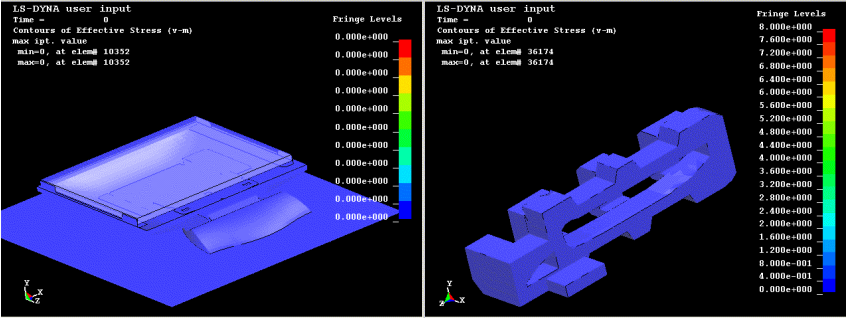 LS-DYNA user input
Time = 0
Contours of Effective Stress (v-m)
max ipt. value
min=0, at elem# 10352
max=0, at elem# 10352
Fringe Levels
0.000e+000
0.000e+000
0.000e+000
0.000e+000
0.000e+000
0.000e+000
0.000e+000
0.000e+000
0.000e+000
0.000e+000
0.000e+000
Y
X
Z
LS-DYNA user input
Time = 0
Contours of Effective Stress (v-m)
max ipt. value
min=0, at elem# 36174
max=0, at elem# 36174
Fringe Levels
8.000e+000
7.600e+000
7.200e+000
6.800e+000
6.400e+000
6.000e+000
5.600e+000
5.200e+000
4.800e+000
4.400e+000
4.000e+000
3.600e+000
3.200e+000
2.800e+000
2.400e+000
2.000e+000
1.600e+000
1.200e+000
8.000e-001
4.000e-001
0.000e+000
Y
Z
X